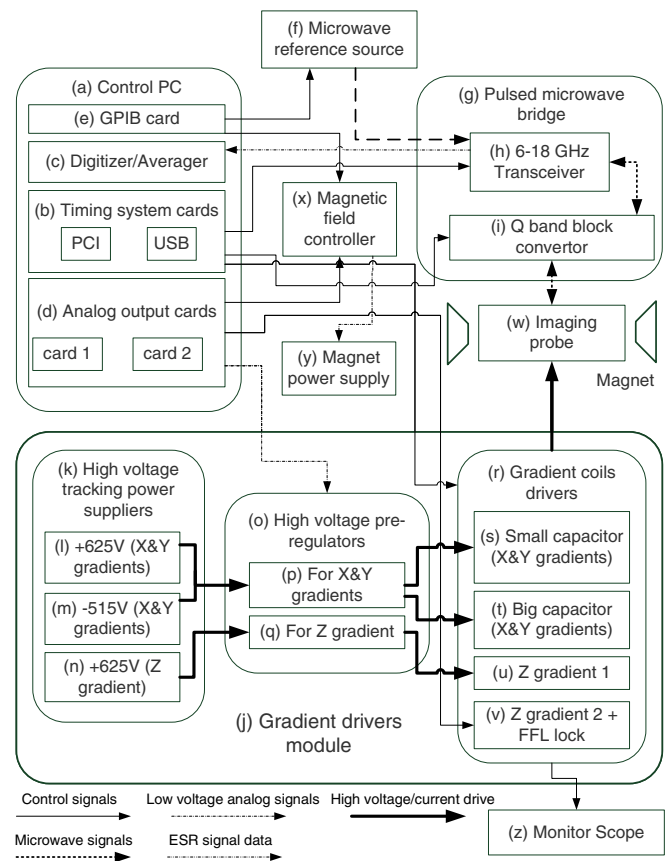 (f) Microwave
reference source
(a) Control PC
(e) GPIB card
(c) Digitizer/Averager
(b) Timing system cards
PCI
USB
(d) Analog output cards
card 1
card 2
(x) Magnetic
field
controller
(y) Magnet
power supply
(g) Pulsed microwave
bridge
(h) 6-18 GHz
Transceiver
(i) Q band block
convertor
(w) Imaging
probe
Magnet
(k) High voltage
tracking power
suppliers
(l) +625V (X&Y
gradients)
(m) -515V (X&Y
gradients)
(n) +625V (Z
gradient)
(o) High voltage pre-
regulators
(p) For X&Y
gradients
(q) For Z gradient
(j) Gradient drivers
module
(r) Gradient coils
drivers
(s) Small capacitor
(X&Y gradients)
(t) Big capacitor
(X&Y gradients)
(u) Z gradient 1
(v) Z gradient 2 +
FFL lock
Control signals
Low voltage analog signals
High voltage/current drive
Microwave signals
ESR signal data
(z) Monitor Scope